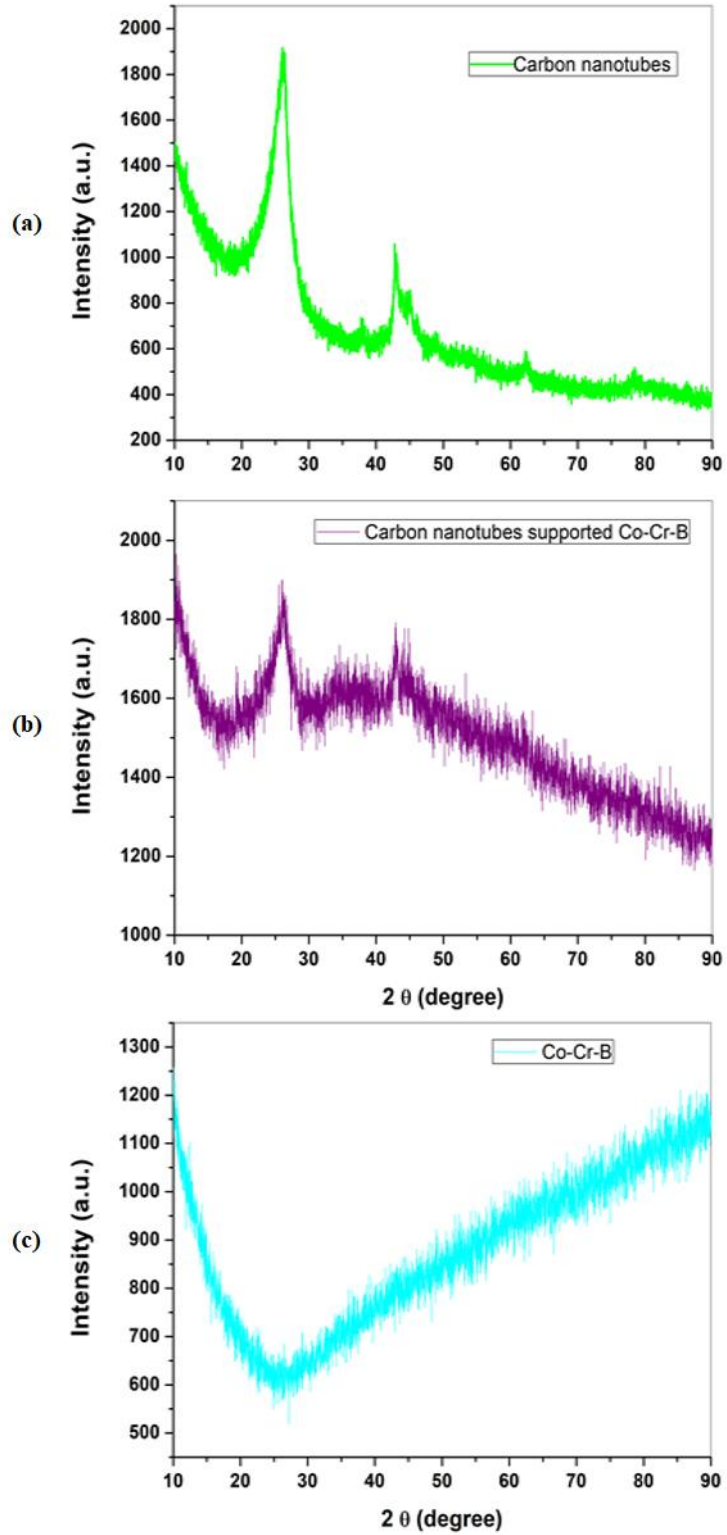 (a)
Intensity (a.u.)
2000
1800
1600
1400
1200
1000
800
600
400
200
Carbon nanotubes
10 20 30 40 50 60 70 80 90
(b)
Intensity (a.u.)
2000
1800
1600
1400
1200
1000
Carbon nanotubes supported Co-Cr-B
10 20 30 40 50 60 70 80 90
2 θ (degree)
(c)
Intensity (a.u.)
1300
1200
1100
1000
900
800
700
600
500
Co-Cr-B
10 20 30 40 50 60 70 80 90
2 θ (degree)